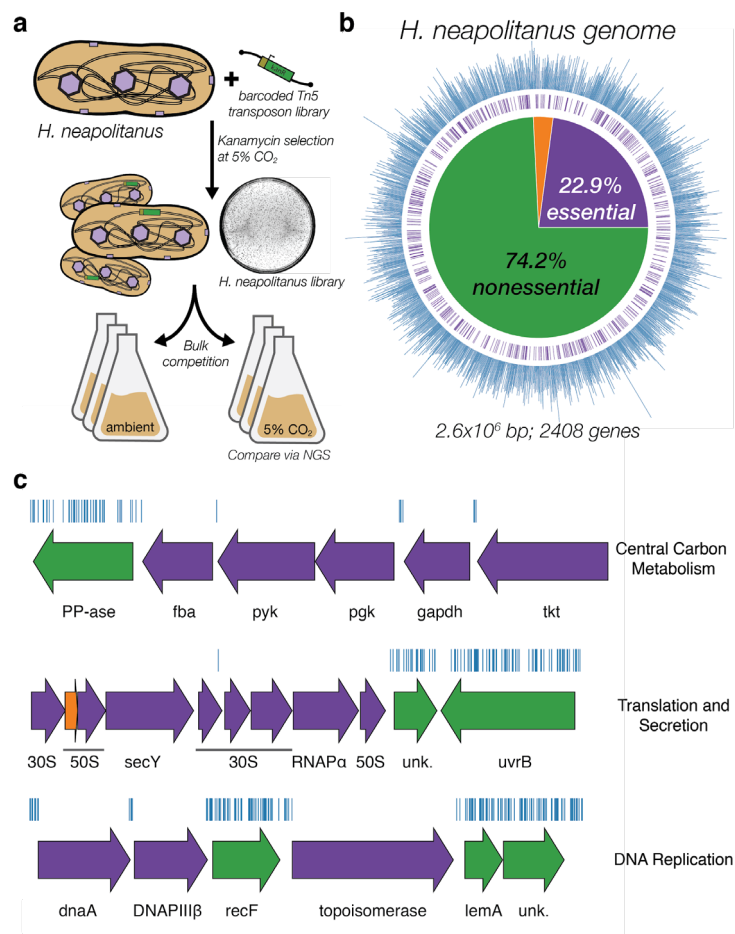 a
H. neapolitanus
+
barcoded Tn5
transposon library
Kanamycin selection
at 5% CO₂
H. neapolitanus library
Bulk
competition
ambient
5% CO₂
Compare via NGS
b
H. neapolitanus genome
22.9%
essential
74.2%
nonessential
2.6x10⁶ bp; 2408 genes
c
PP-ase fba pyk pgk gapdh tkt
Central Carbon
Metabolism
30S 50S secY 30S RNAPα 50S unk. uvrB
Translation and
Secretion
dnaA DNAPIIIβ recF topoisomerase lemA unk.
DNA Replication